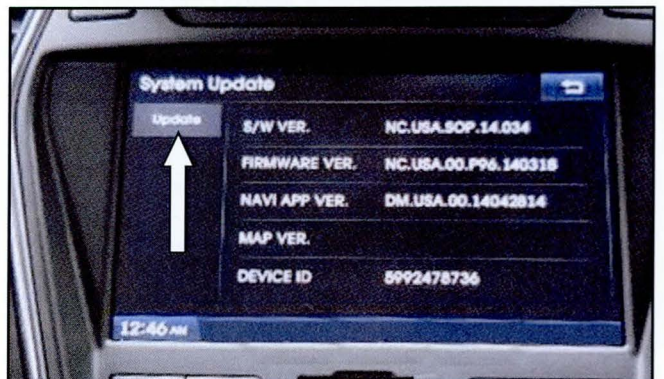 System Update
Update
S/W VER. NC.USA.SOP.14.034
FIRMWARE VER. NC.USA.00.P96.140318
NAVI APP VER. DM.USA.00.14042814
MAP VER.
DEVICE ID 5992478736
12:46 AM